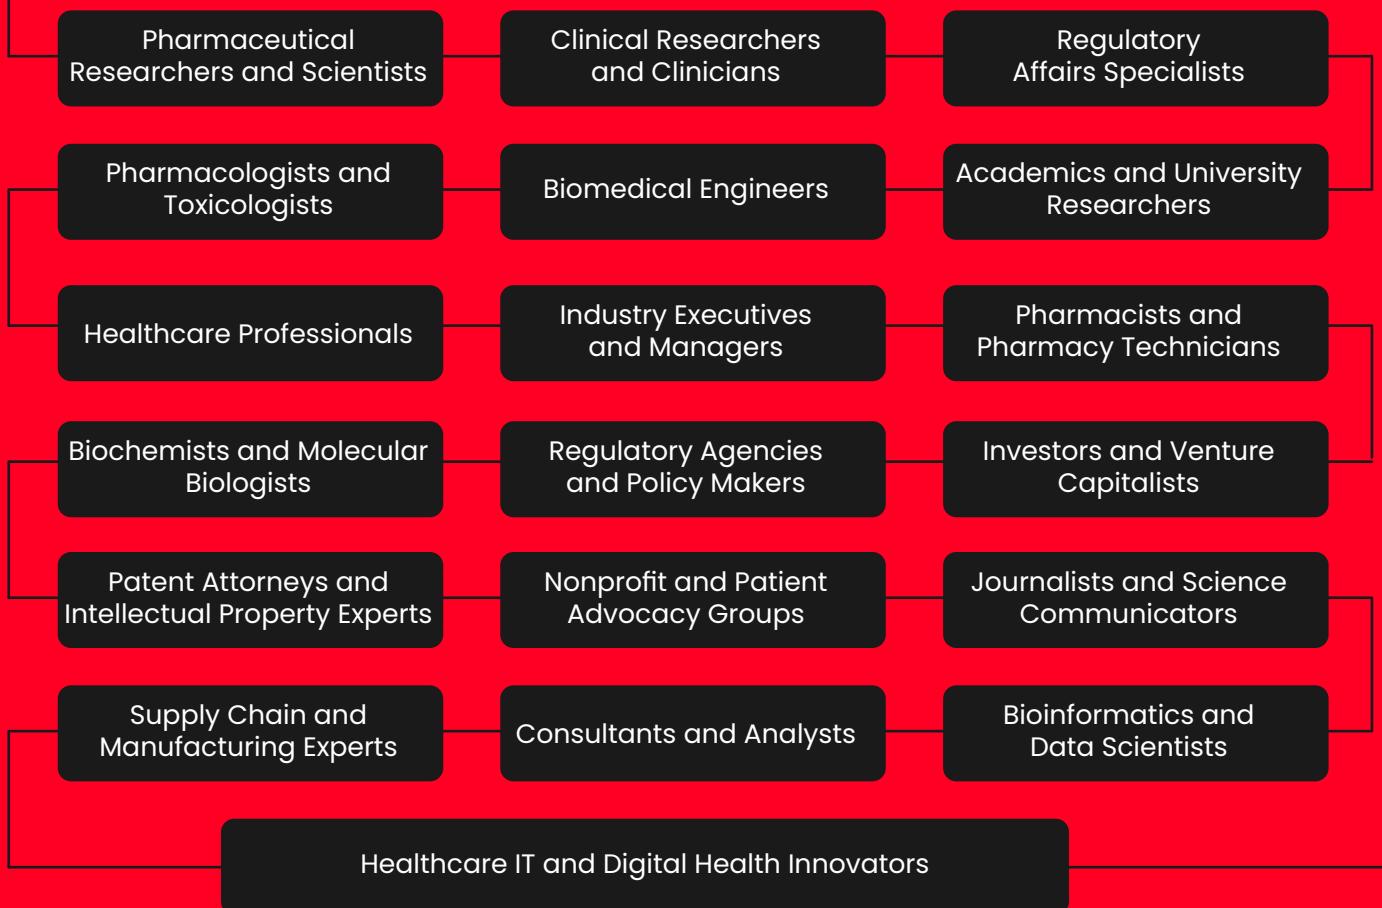 Pharmaceutical
Researchers and Scientists
Clinical Researchers
and Clinicians
Regulatory
Affairs Specialists
Pharmacologists and
Toxicologists
Biomedical Engineers
Academics and University
Researchers
Healthcare Professionals
Industry Executives
and Managers
Pharmacists and
Pharmacy Technicians
Biochemists and Molecular
Biologists
Regulatory Agencies
and Policy Makers
Investors and Venture
Capitalists
Patent Attorneys and
Intellectual Property Experts
Nonprofit and Patient
Advocacy Groups
Journalists and Science
Communicators
Supply Chain and
Manufacturing Experts
Consultants and Analysts
Bioinformatics and
Data Scientists
Healthcare IT and Digital Health Innovators